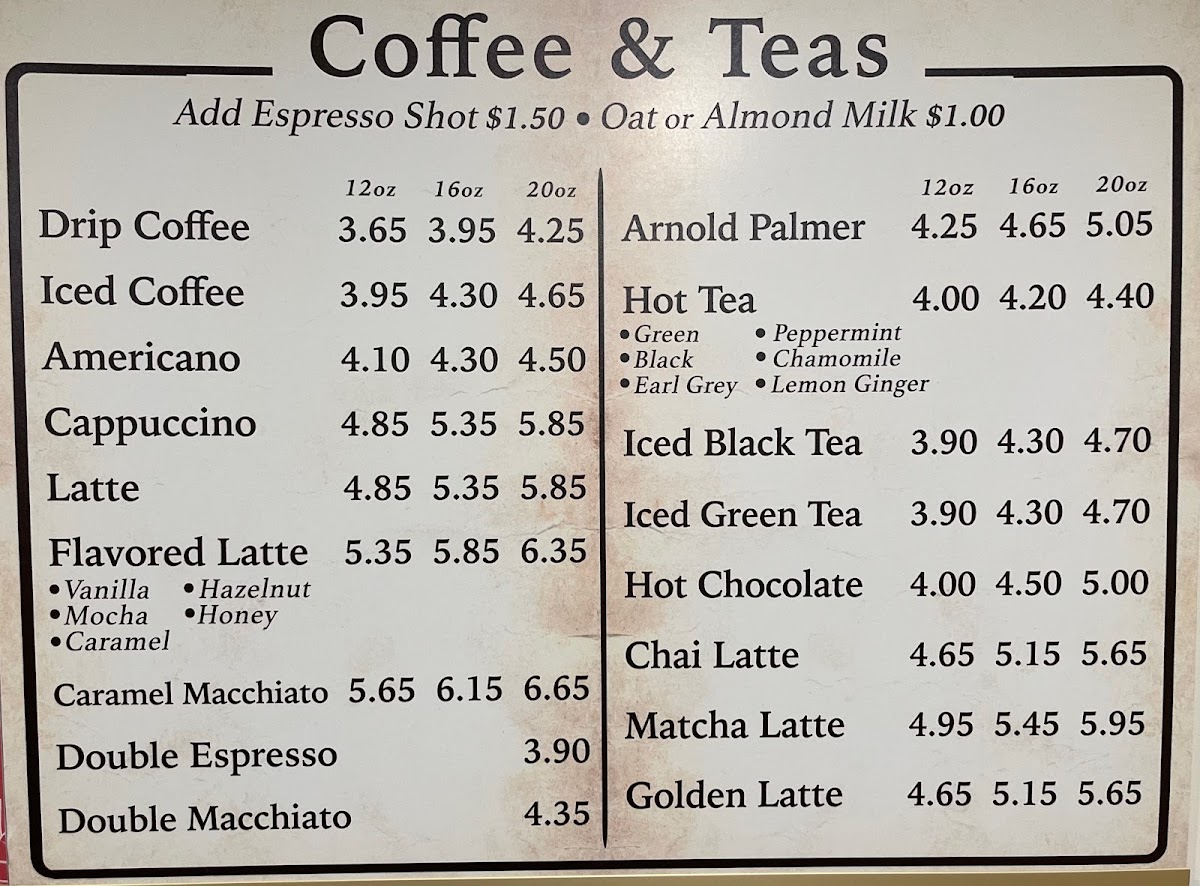 Coffee & Teas
Add Espresso Shot $1.50 • Oat or Almond Milk $1.00
12oz 16oz 20oz
Drip Coffee 3.65 3.95 4.25
Iced Coffee 3.95 4.30 4.65
Americano 4.10 4.30 4.50
Cappuccino 4.85 5.35 5.85
Latte 4.85 5.35 5.85
Flavored Latte 5.35 5.85 6.35
•Vanilla •Hazelnut
•Mocha •Honey
•Caramel
Caramel Macchiato 5.65 6.15 6.65
Double Espresso 3.90
Double Macchiato 4.35
12oz 16oz 20oz
Arnold Palmer 4.25 4.65 5.05
Hot Tea 4.00 4.20 4.40
•Green •Peppermint
•Black •Chamomile
•Earl Grey •Lemon Ginger
Iced Black Tea 3.90 4.30 4.70
Iced Green Tea 3.90 4.30 4.70
Hot Chocolate 4.00 4.50 5.00
Chai Latte 4.65 5.15 5.65
Matcha Latte 4.95 5.45 5.95
Golden Latte 4.65 5.15 5.65